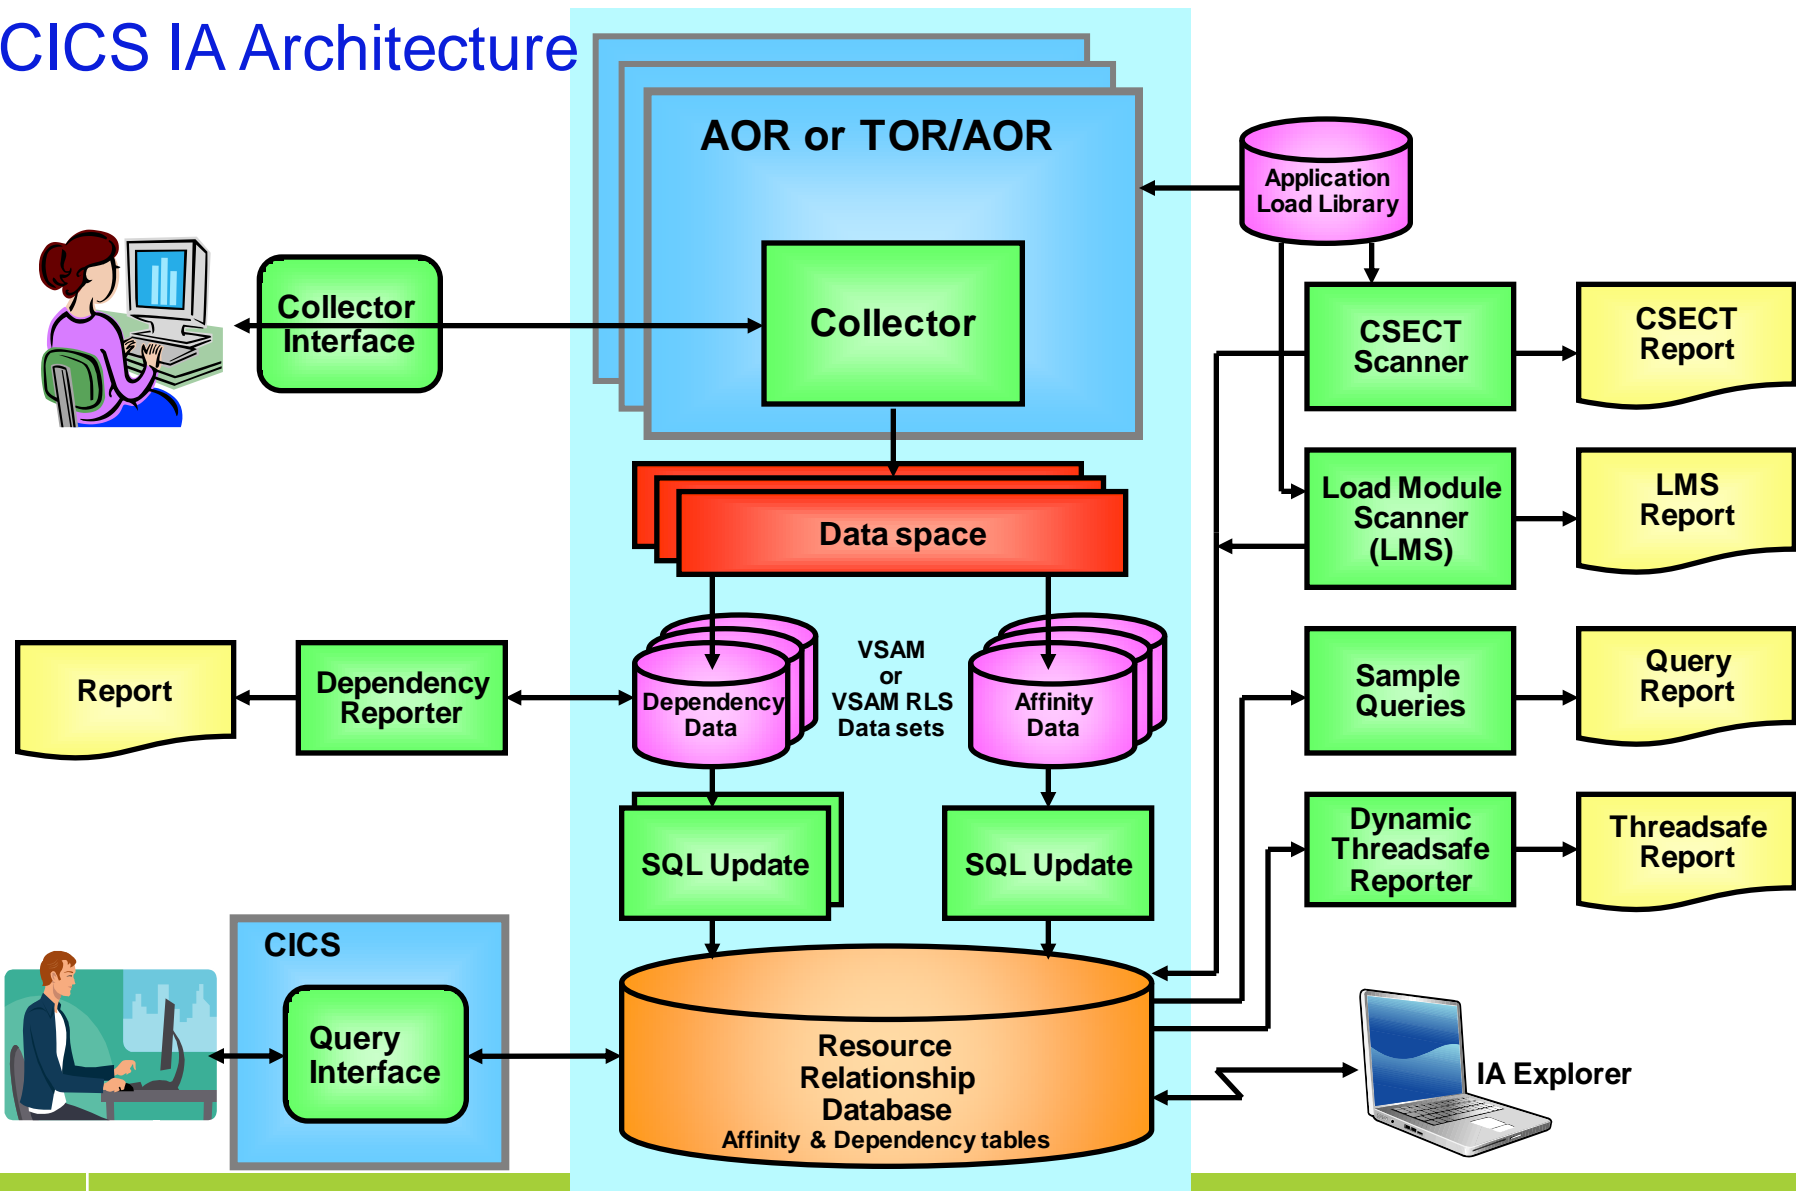 CICS IA Architecture
AOR or TOR/AOR
Application
Load Library
Collector
Interface
Collector
CSECT
Scanner
CSECT
Report
Load Module
Scanner
(LMS)
LMS
Report
Data space
Report
Dependency
Reporter
Dependency
Data
VSAM
or
VSAM RLS
Data sets
Affinity
Data
Sample
Queries
Query
Report
SQL Update
SQL Update
Dynamic
Threadsafe
Reporter
Threadsafe
Report
CICS
Query
Interface
Resource
Relationship
Database
Affinity & Dependency tables
IA Explorer